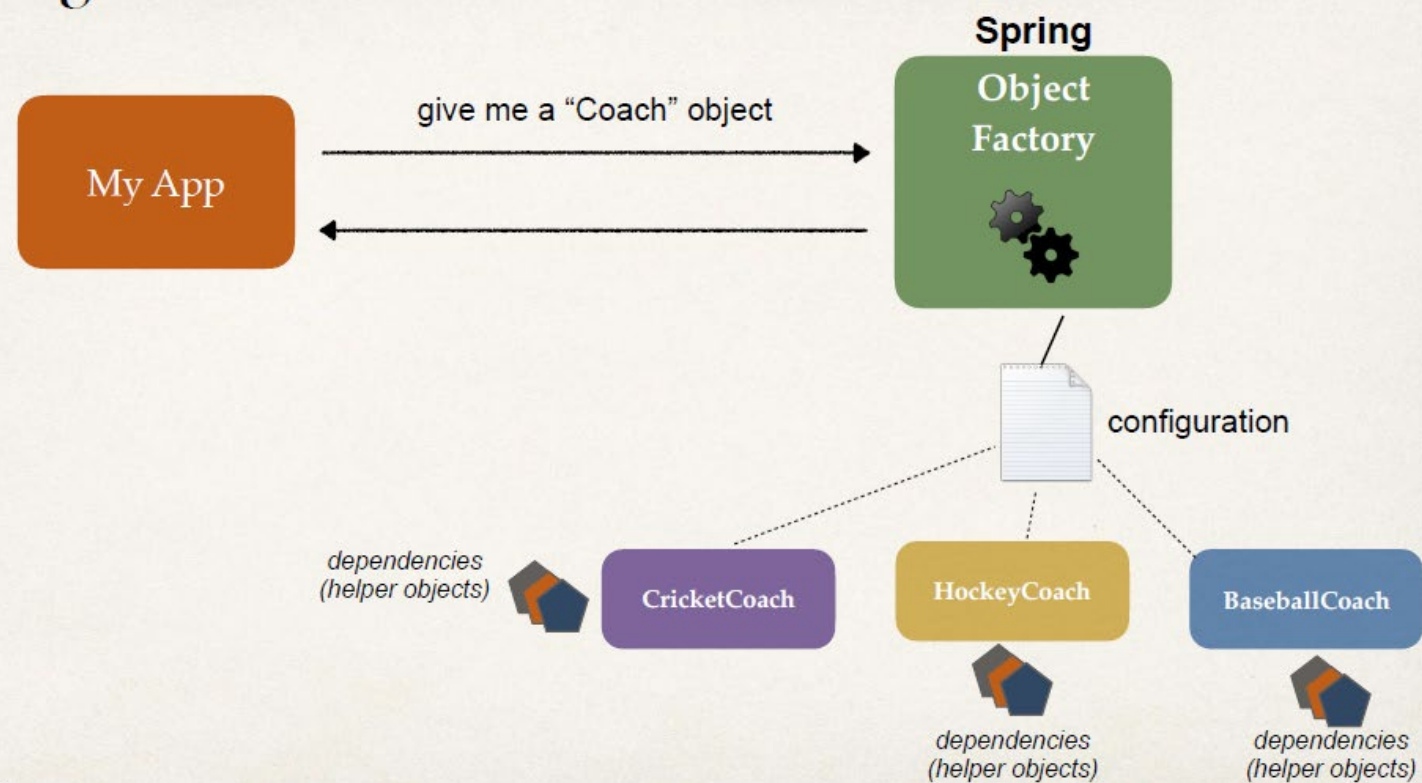 Spring
Object
Factory
give me a “Coach” object
My App
configuration
dependencies
(helper objects)
CricketCoach
HockeyCoach
BaseballCoach
dependencies
(helper objects)
dependencies
(helper objects)